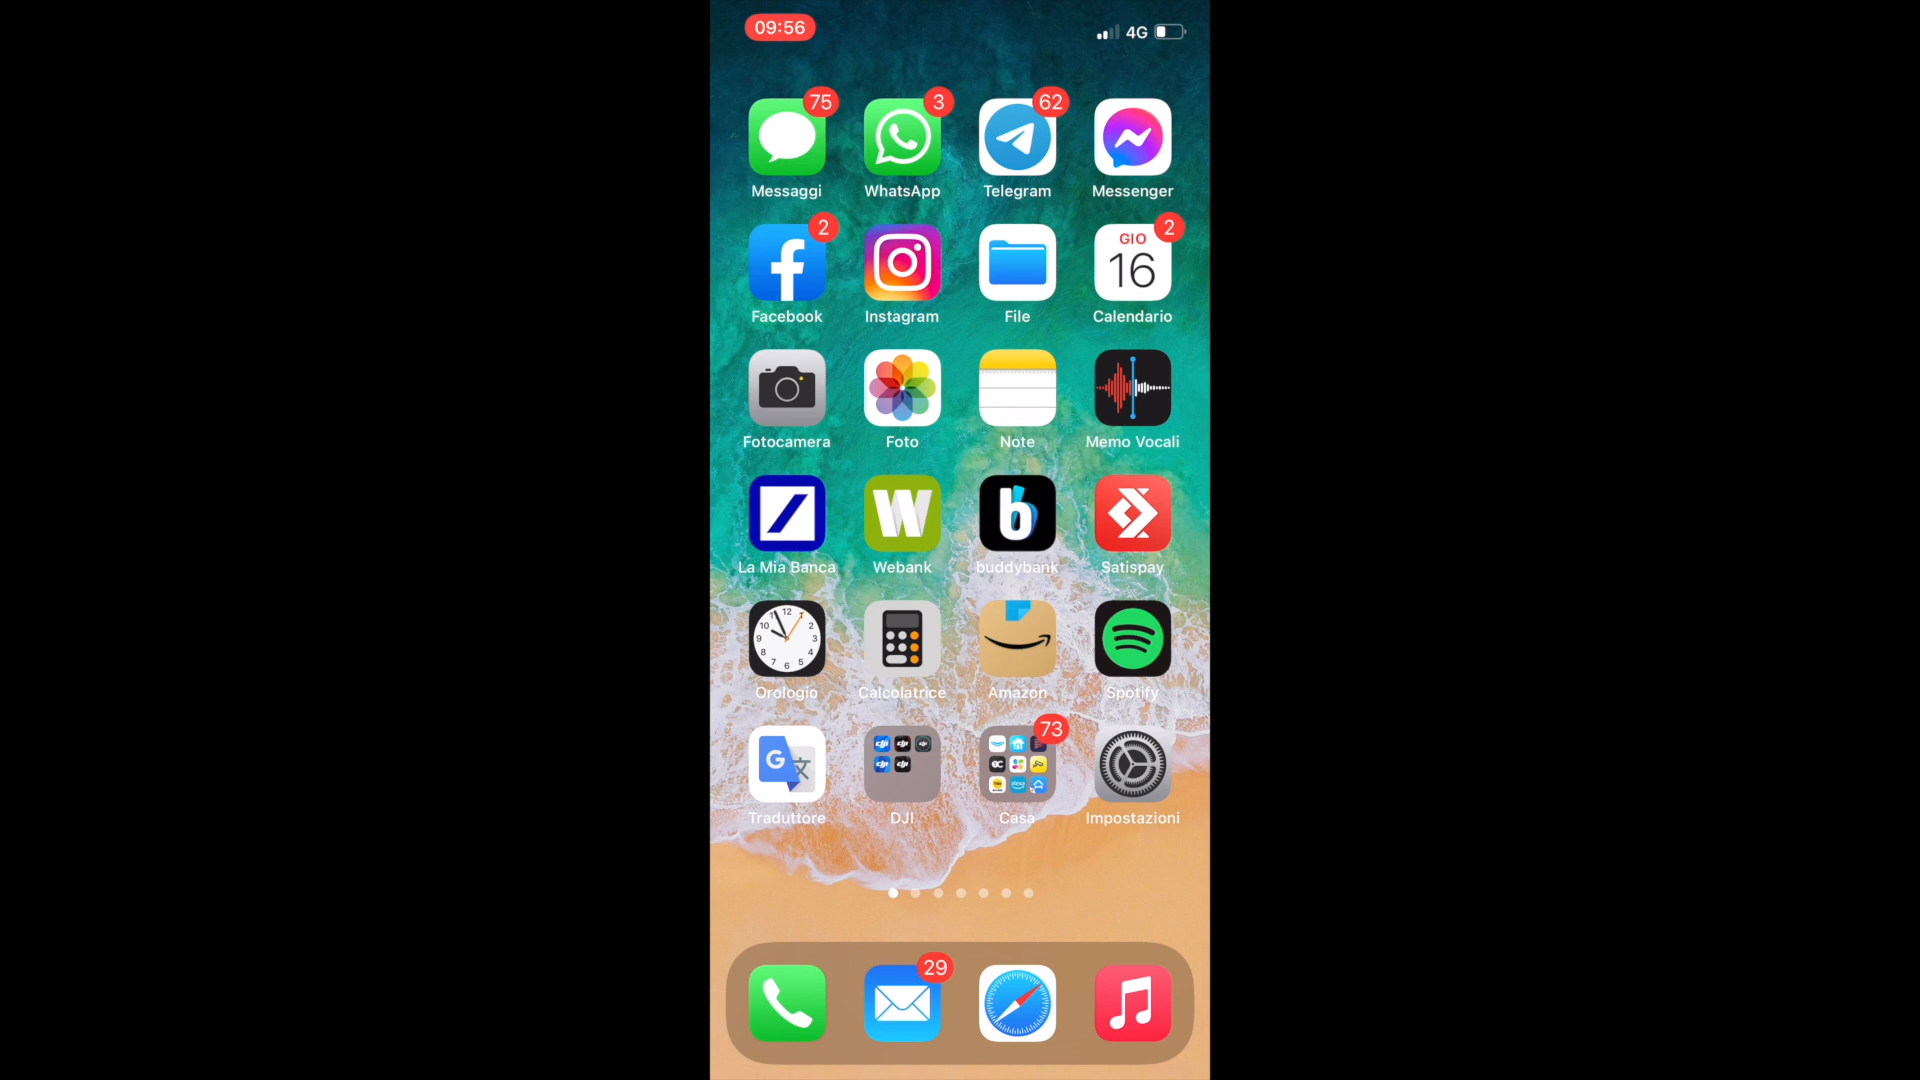 09:56
4G
75
3
62
Messaggi
WhatsApp
Telegram
Messenger
2
GIO
16
2
Facebook
Instagram
File
Calendario
Fotocamera
Foto
Note
Memo Vocali
W
b
La Mia Banca
Webank
buddybank
Satispay
Orologio
Calcolatrice
Amazon
Spotify
73
G 文
Traduttore
DJI
Casa
Impostazioni
29